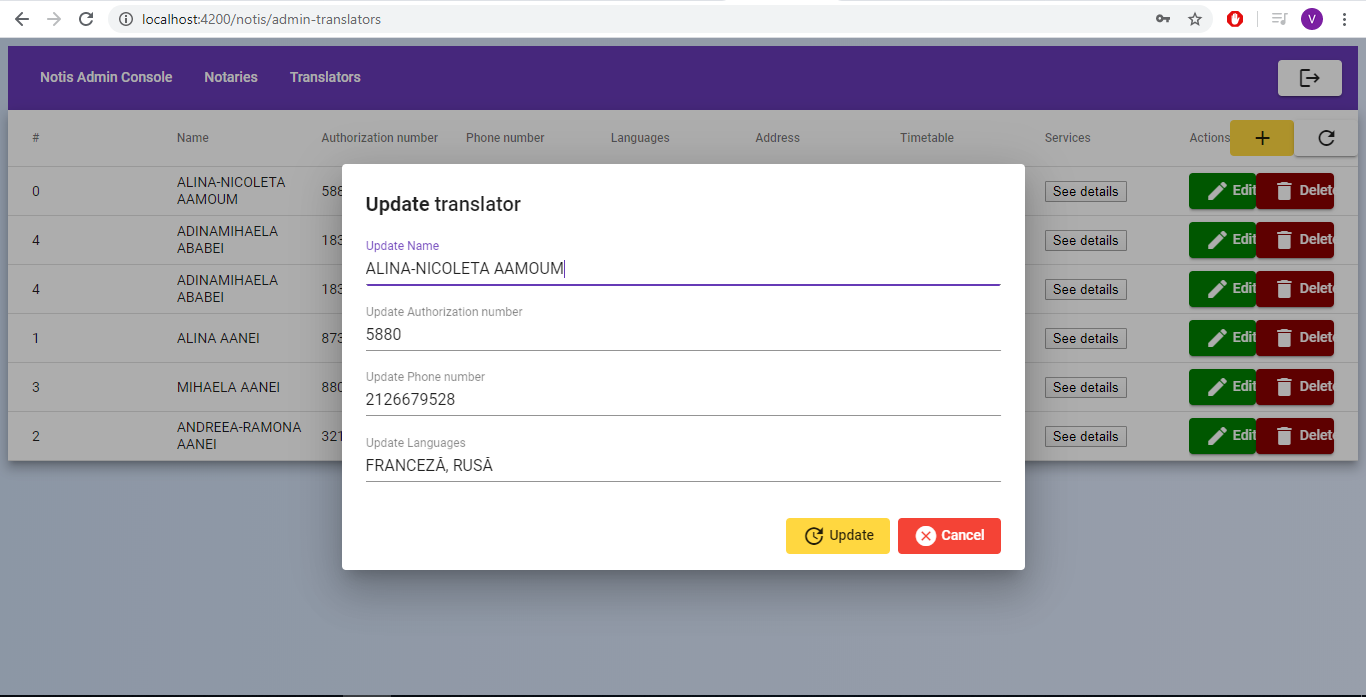 localhost:4200/notis/admin-translators
V
Notis Admin Console Notaries Translators
# Name Authorization number Phone number Languages Address Timetable Services Actions
0 ALINA-NICOLETA AAMOUM 588 See details Edit Delete
4 ADINAMIHAELA ABABEI 183 See details Edit Delete
4 ADINAMIHAELA ABABEI 183 See details Edit Delete
1 ALINA AANEI 873 See details Edit Delete
3 MIHAELA AANEI 880 See details Edit Delete
2 ANDREEA-RAMONA AANEI 321 See details Edit Delete
Update translator
Update Name
ALINA-NICOLETA AAMOUM
Update Authorization number
5880
Update Phone number
2126679528
Update Languages
FRANCEZĂ, RUSĂ
Update Cancel